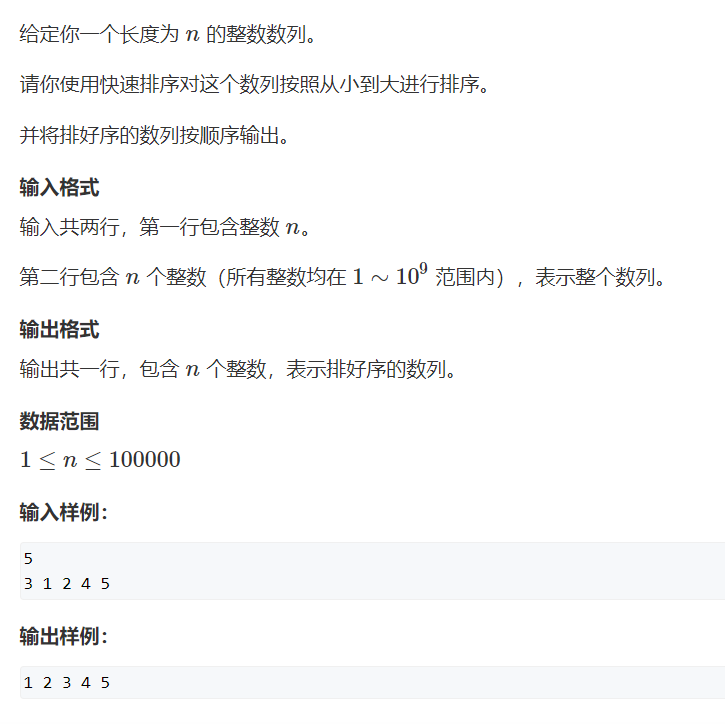 给定你一个长度为 n 的整数数列。
请你使用快速排序对这个数列按照从小到大进行排序。
并将排好序的数列按顺序输出。
输入格式
输入共两行，第一行包含整数 n。
第二行包含 n 个整数（所有整数均在 1 ∼ 10⁹ 范围内），表示整个数列。
输出格式
输出共一行，包含 n 个整数，表示排好序的数列。
数据范围
1 ≤ n ≤ 100000
输入样例：
5
3 1 2 4 5
输出样例：
1 2 3 4 5